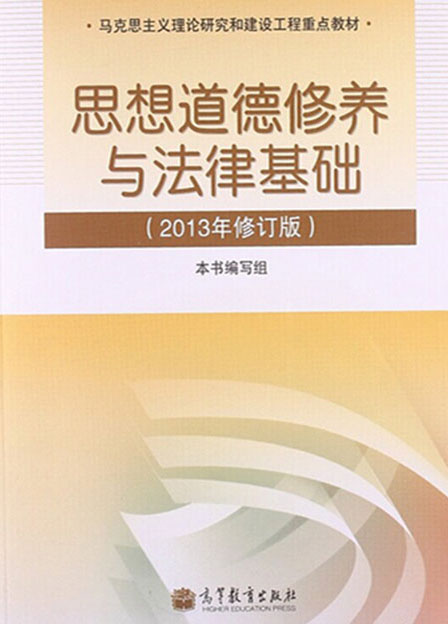 ·马克思主义理论研究和建设工程重点教材·
思想道德修养
与法律基础
(2013年修订版)
本书编写组
高等教育出版社
HIGHER EDUCATION PRESS